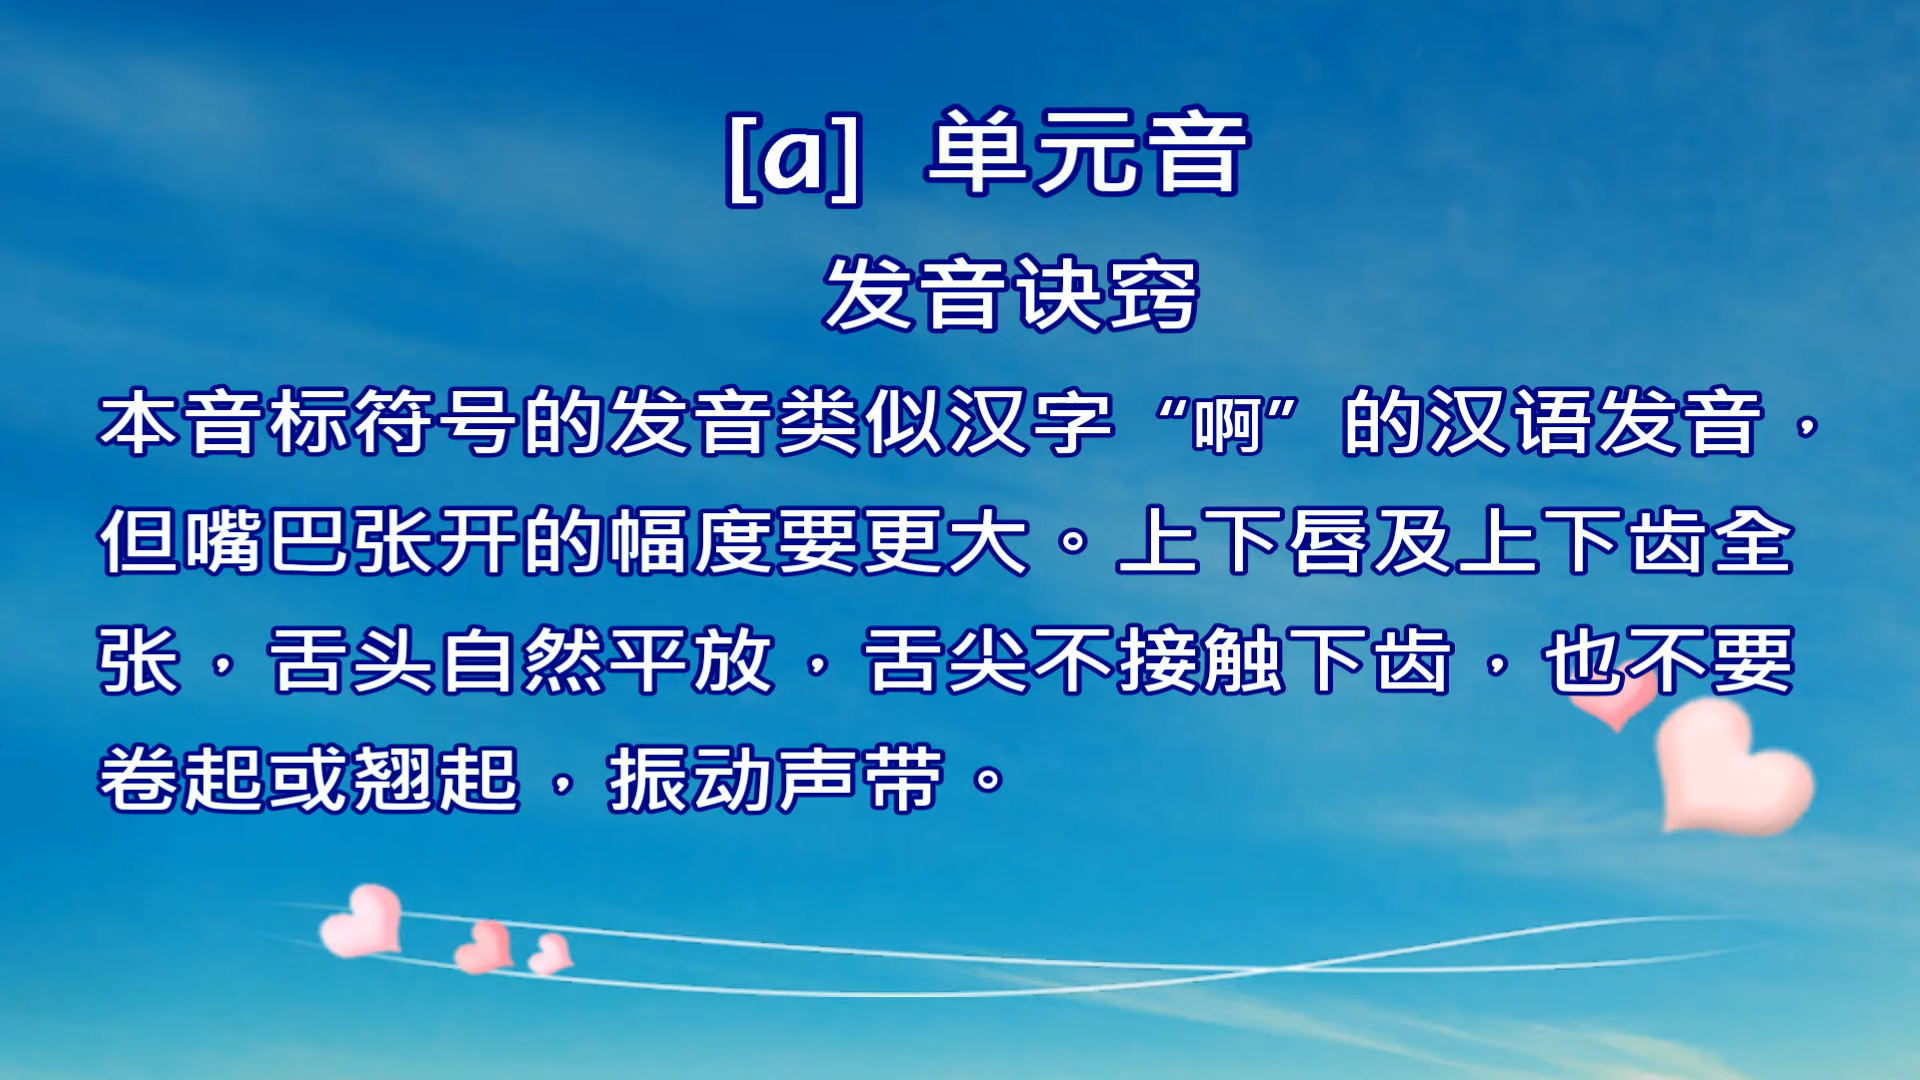 [a] 单元音
发音诀窍
本音标符号的发音类似汉字“啊”的汉语发音，
但嘴巴张开的幅度要更大。上下唇及上下齿全
张，舌头自然平放，舌尖不接触下齿，也不要
卷起或翘起，振动声带。